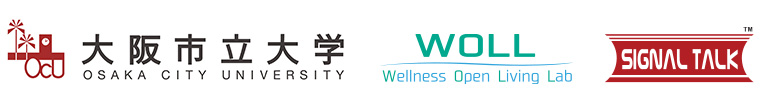 OCU
大阪市立大学
OSAKA CITY UNIVERSITY
WOLL
Wellness Open Living Lab
SIGNAL TALK
TM